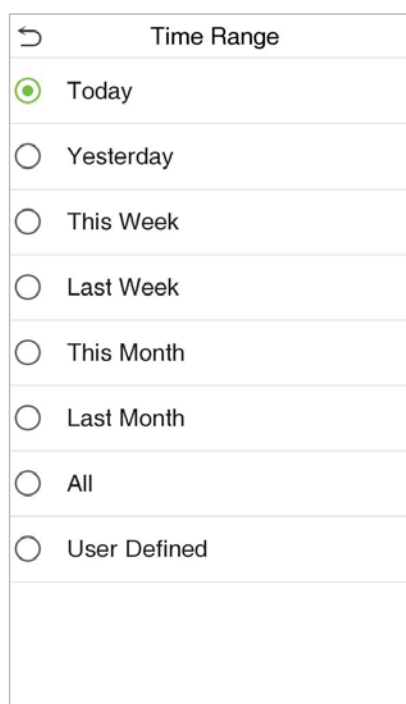 Time Range
Today
Yesterday
This Week
Last Week
This Month
Last Month
All
User Defined